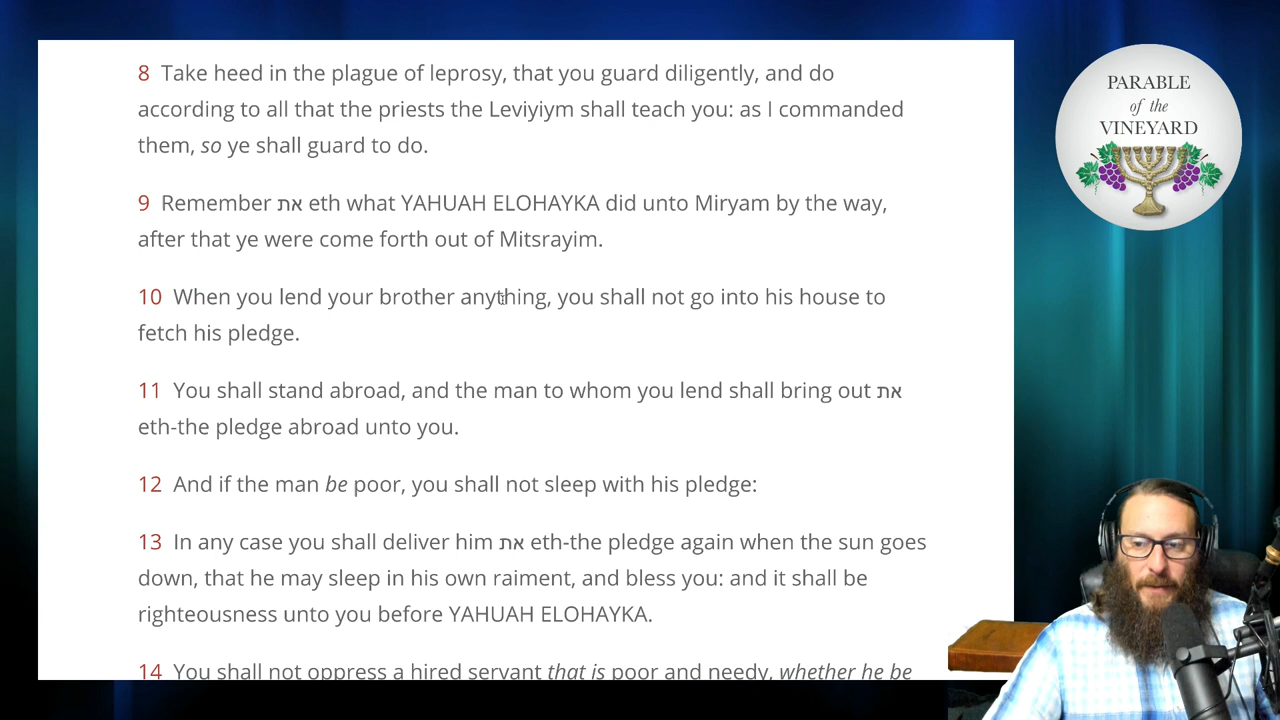 8 Take heed in the plague of leprosy, that you guard diligently, and do
according to all that the priests the Leviyiym shall teach you: as I commanded
them, so ye shall guard to do.
9 Remember את eth what YAHUAH ELOHAYKA did unto Miryam by the way,
after that ye were come forth out of Mitsrayim.
10 When you lend your brother anything, you shall not go into his house to
fetch his pledge.
11 You shall stand abroad, and the man to whom you lend shall bring out את
eth-the pledge abroad unto you.
12 And if the man be poor, you shall not sleep with his pledge:
13 In any case you shall deliver him את eth-the pledge again when the sun goes
down, that he may sleep in his own raiment, and bless you: and it shall be
righteousness unto you before YAHUAH ELOHAYKA.
14 You shall not oppress a hired servant that is poor and needy, whether he be
PARABLE
of the
VINEYARD